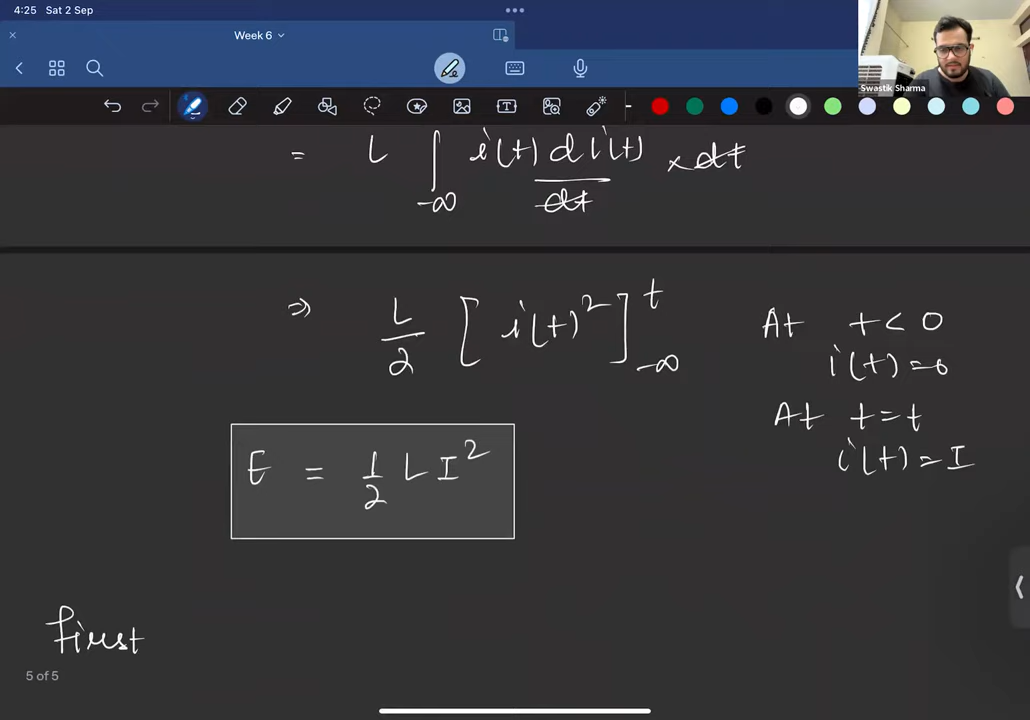 4:25 Sat 2 Sep
Week 6
Swastik Sharma
= L ∫_{-∞} i(t) di(t)/dt × dt
⇒ L/2 [i(t)²]_{-∞}^{t}
At t < 0
i(t) = 0
At t = t
i(t) = I
E = 1/2 L I²
First
5 of 5